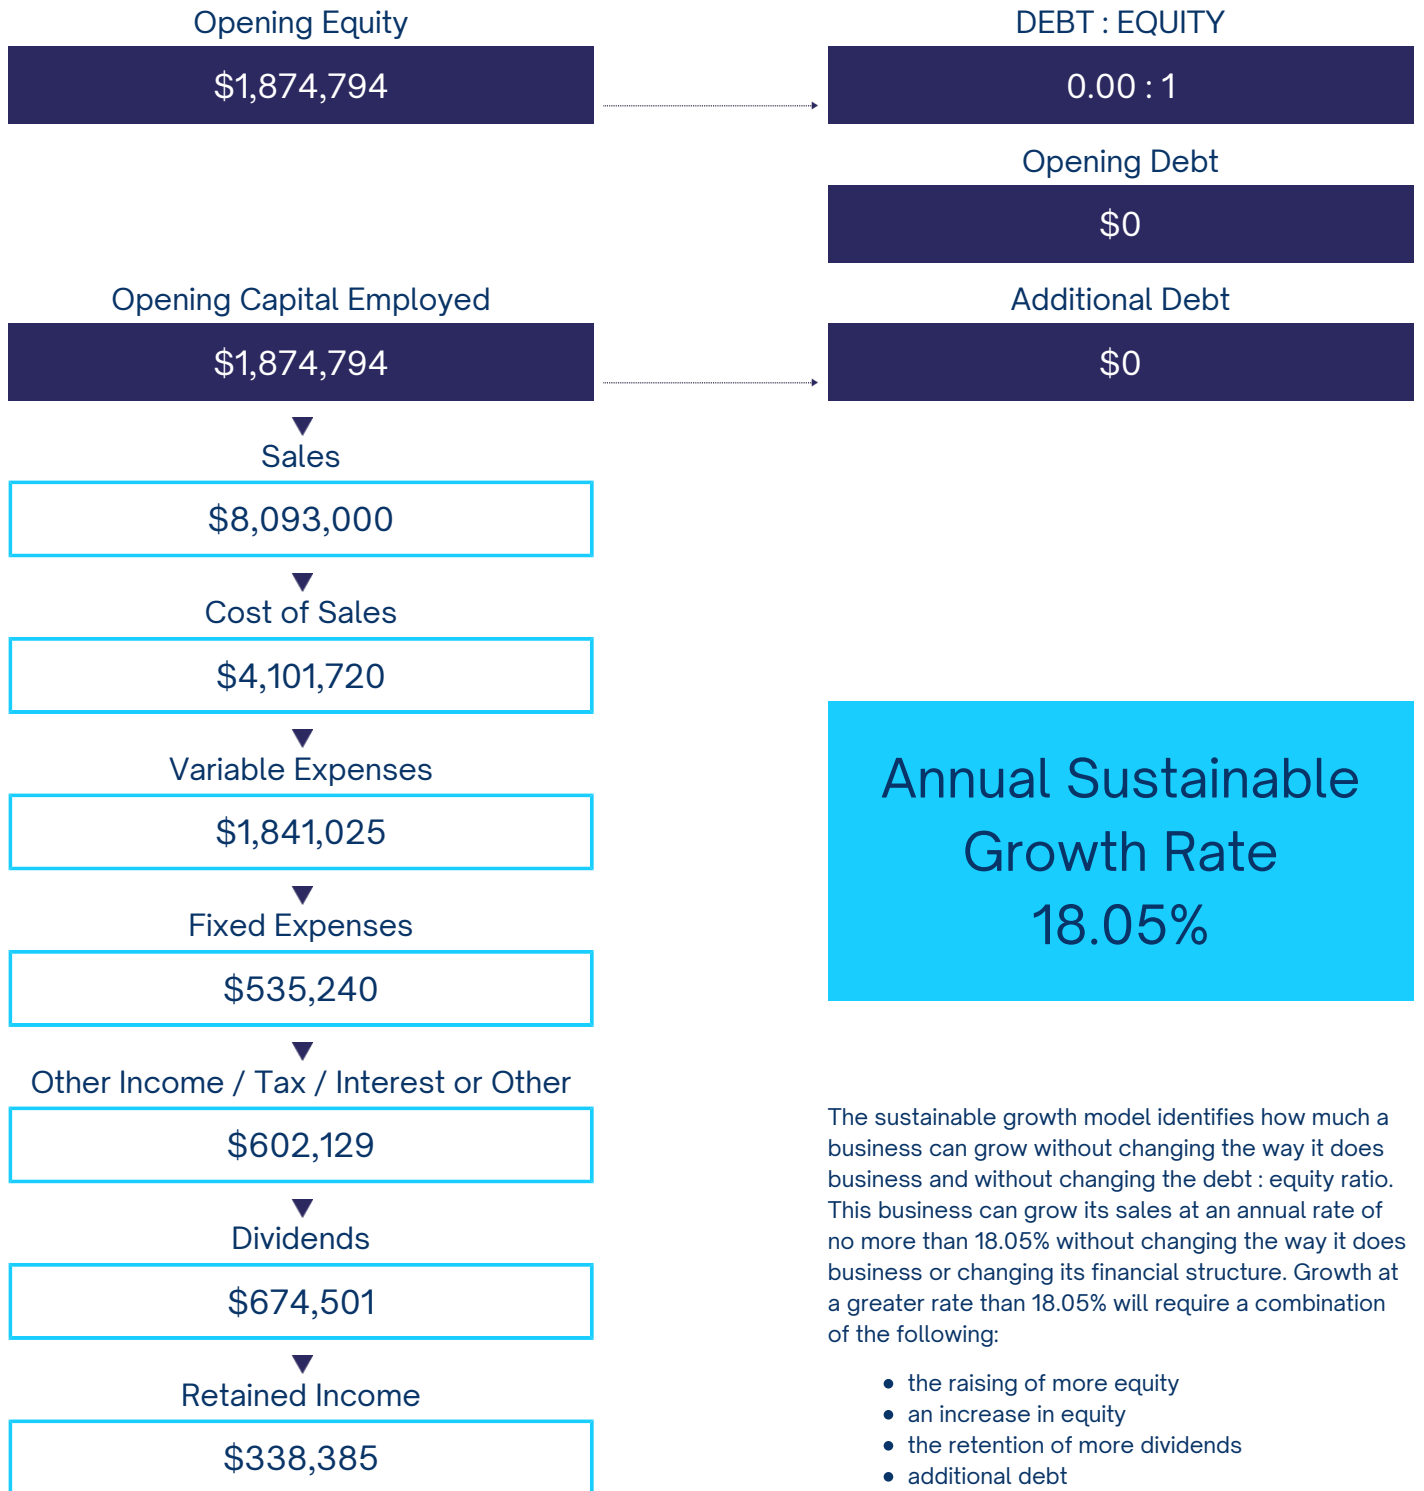 Opening Equity
$1,874,794
DEBT : EQUITY
0.00 : 1
Opening Debt
$0
Opening Capital Employed
$1,874,794
Additional Debt
$0
Sales
$8,093,000
Cost of Sales
$4,101,720
Variable Expenses
$1,841,025
Fixed Expenses
$535,240
Other Income / Tax / Interest or Other
$602,129
Dividends
$674,501
Retained Income
$338,385
Annual Sustainable
Growth Rate
18.05%
The sustainable growth model identifies how much a
business can grow without changing the way it does
business and without changing the debt : equity ratio.
This business can grow its sales at an annual rate of
no more than 18.05% without changing the way it does
business or changing its financial structure. Growth at
a greater rate than 18.05% will require a combination
of the following:
• the raising of more equity
• an increase in equity
• the retention of more dividends
• additional debt